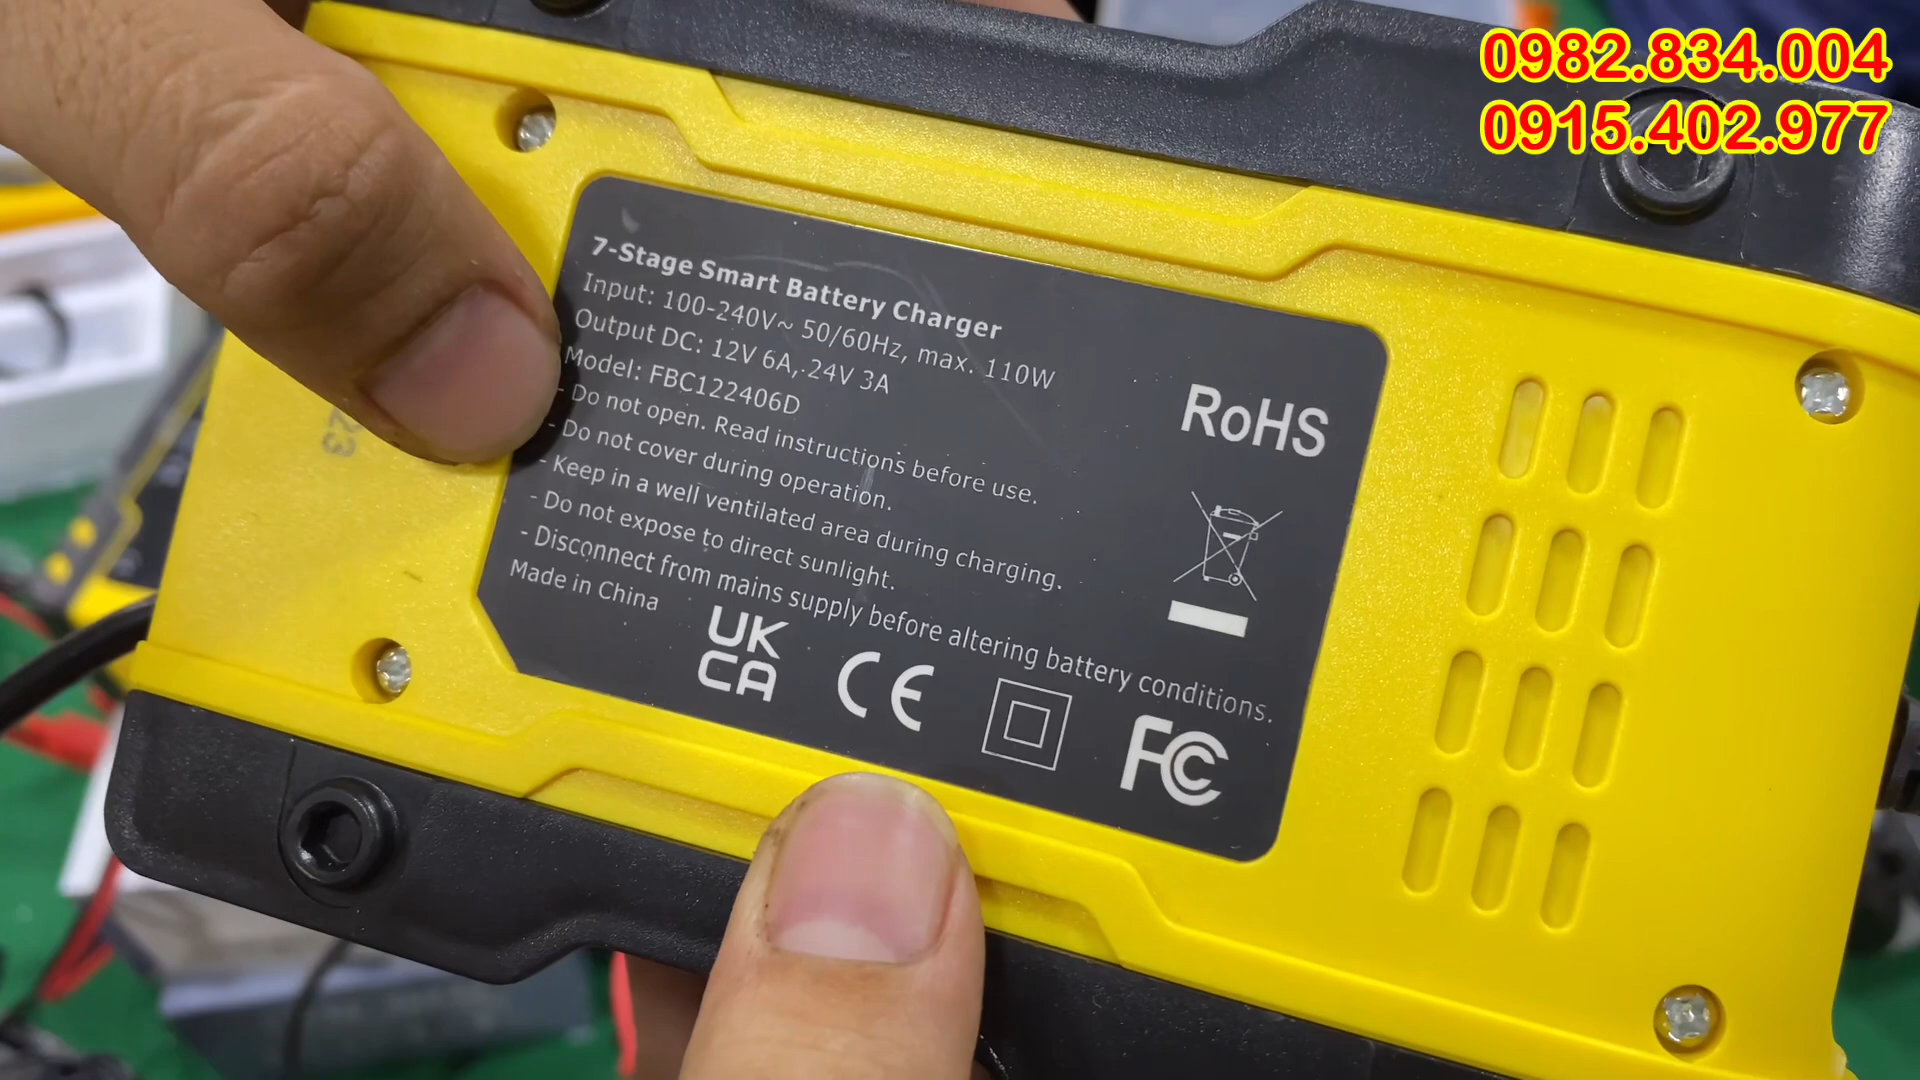 0982.834.004
0915.402.977
7-Stage Smart Battery Charger
Input: 100-240V~ 50/60Hz, max. 110W
Output DC: 12V 6A, 24V 3A
Model: FBC122406D
- Do not open. Read instructions before use.
- Do not cover during operation.
- Keep in a well ventilated area during charging.
- Do not expose to direct sunlight.
- Disconnect from mains supply before altering battery conditions.
Made in China
RoHS
UK
CA
CE
FC
23